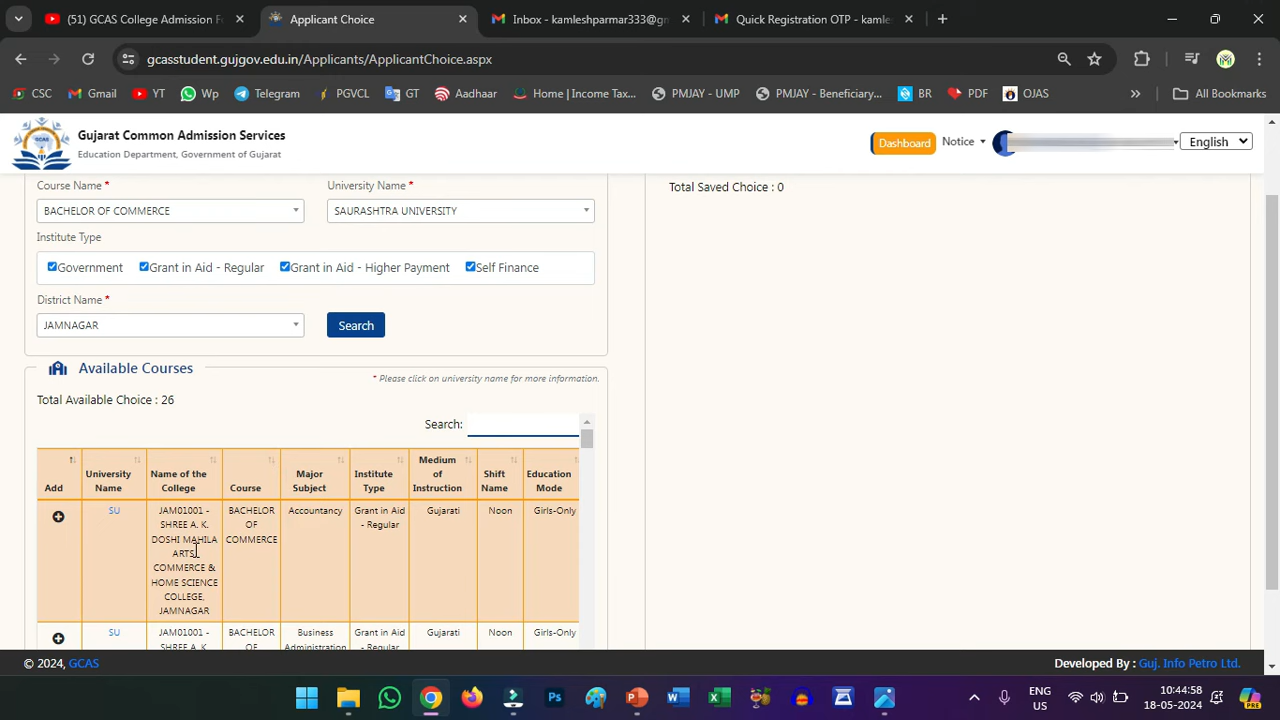 (51) GCAS College Admission Fo
Applicant Choice
Inbox - kamleshparmar333@gm
Quick Registration OTP - kamle
gcasstudent.gujgov.edu.in/Applicants/ApplicantChoice.aspx
CSC
Gmail
YT
Wp
Telegram
PGVCL
GT
Aadhaar
Home | Income Tax...
PMJAY - UMP
PMJAY - Beneficiary...
BR
PDF
OJAS
All Bookmarks
Gujarat Common Admission Services
Education Department, Government of Gujarat
Dashboard
Notice
English
Course Name *
University Name *
BACHELOR OF COMMERCE
SAURASHTRA UNIVERSITY
Institute Type
Government
Grant in Aid - Regular
Grant in Aid - Higher Payment
Self Finance
District Name *
JAMNAGAR
Search
Total Saved Choice : 0
Available Courses
* Please click on university name for more information.
Total Available Choice : 26
Search:
Add
University Name
Name of the College
Course
Major Subject
Institute Type
Medium of Instruction
Shift Name
Education Mode
SU
JAM01001 -
SHREE A. K.
DOSHI MAHILA
ARTS,
COMMERCE &
HOME SCIENCE
COLLEGE,
JAMNAGAR
BACHELOR
OF
COMMERCE
Accountancy
Grant in Aid
- Regular
Gujarati
Noon
Girls-Only
SU
JAM01001 -
SHREE A. K.
BACHELOR
OF
Business
Administration
Grant in Aid
- Regular
Gujarati
Noon
Girls-Only
© 2024, GCAS
Developed By : Guj. Info Petro Ltd.
ENG
US
10:44:58
18-05-2024
PRE